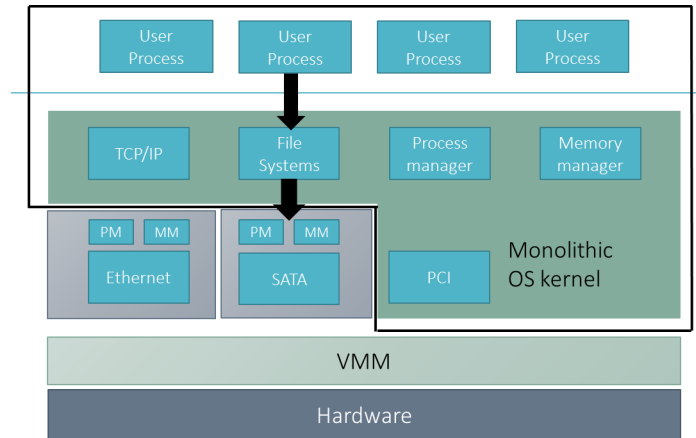 User
Process
User
Process
User
Process
User
Process
TCP/IP
File
Systems
Process
manager
Memory
manager
PM
MM
PM
MM
Ethernet
SATA
PCI
Monolithic
OS kernel
VMM
Hardware